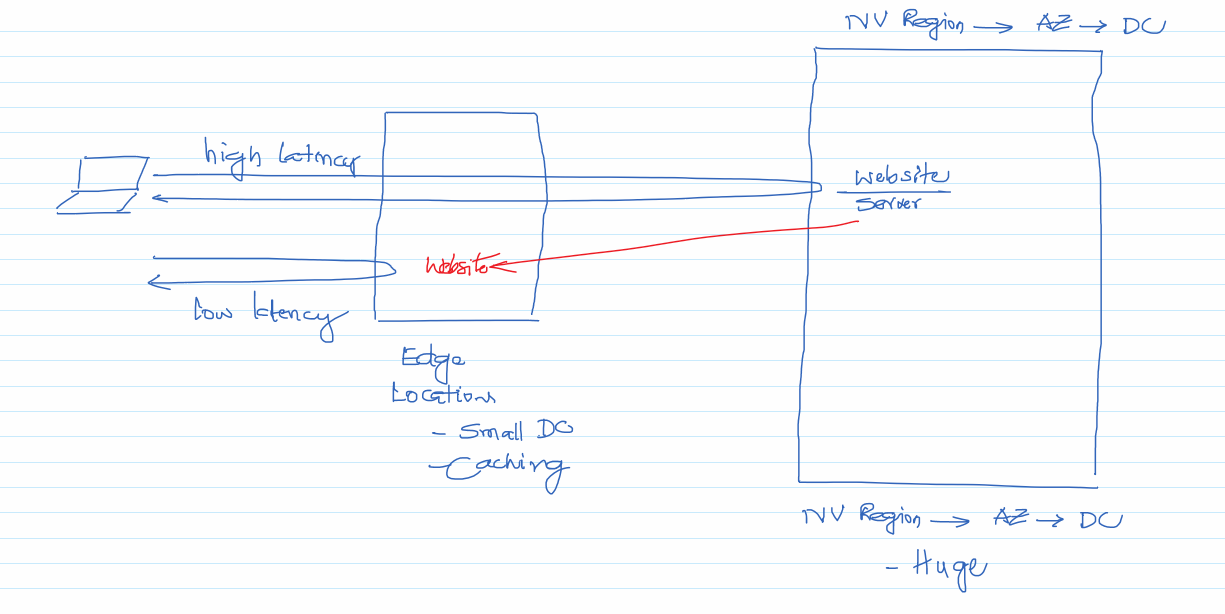 NV Region → AZ → DC
high latency
Website
Server
Website
low latency
Edge
Locations
- Small DC
- Caching
NV Region → AZ → DC
- Huge